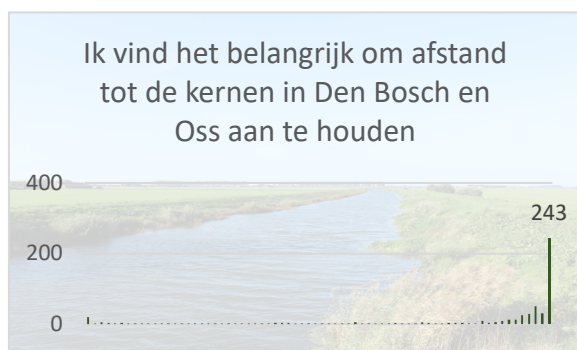 Ik vind het belangrijk om afstand
tot de kernen in Den Bosch en
Oss aan te houden
400
243
200
0